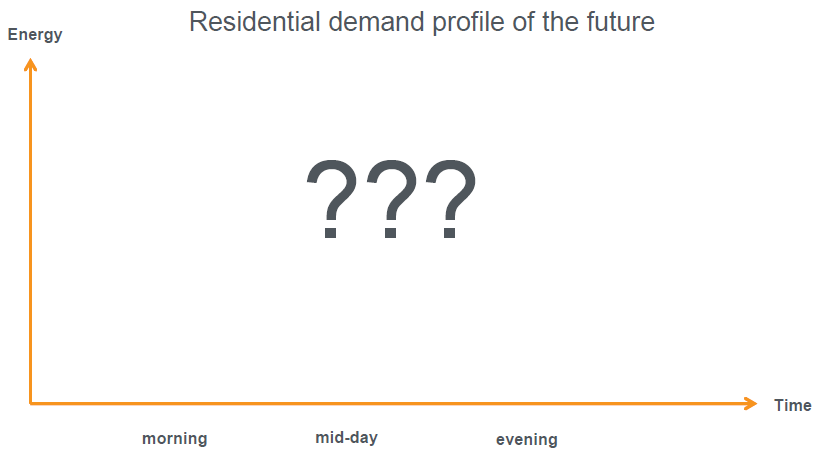 Residential demand profile of the future
Energy
???
Time
morning
mid-day
evening